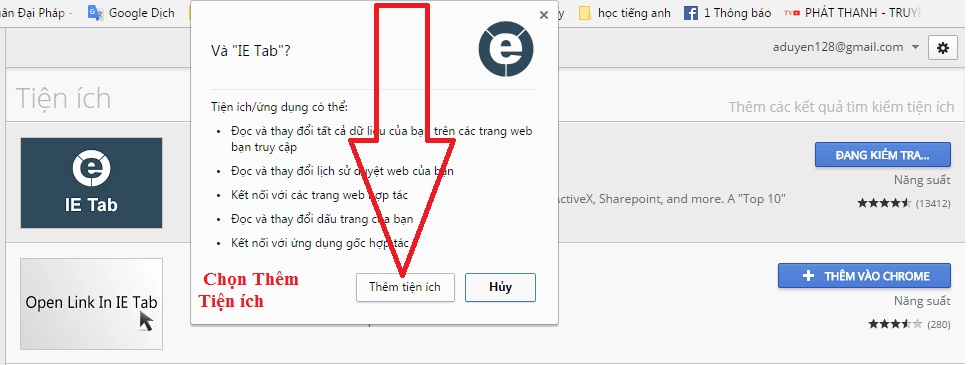 ân Đại Pháp - Google Dịch học tiếng anh 1 Thông báo PHÁT THANH - TRUYỀ
Và "IE Tab"?
aduyen128@gmail.com
Tiện ích
Thêm các kết quả tìm kiếm tiện ích
Tiện ích/ứng dụng có thể:
Đọc và thay đổi tất cả dữ liệu của bạn trên các trang web
bạn truy cập
Đọc và thay đổi lịch sử duyệt web của bạn
Kết nối với các trang web hợp tác
Đọc và thay đổi dấu trang của bạn
Kết nối với ứng dụng gốc hợp tác
IE Tab
ĐANG KIỂM TRA...
Năng suất
ActiveX, Sharepoint, and more. A "Top 10"
(13412)
Chọn Thêm
Tiện ích
Thêm tiện ích Hủy
Open Link In IE Tab
THÊM VÀO CHROME
Năng suất
(280)